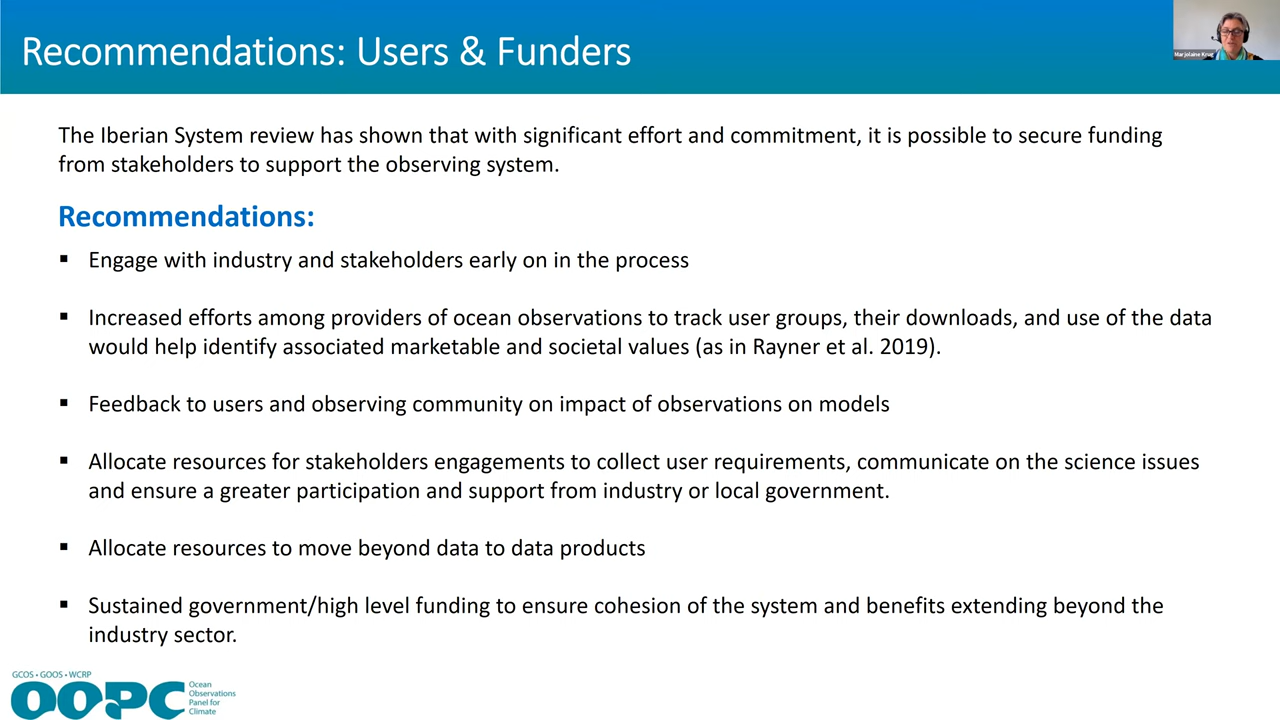 Recommendations: Users & Funders
Marjolaine Krug
The Iberian System review has shown that with significant effort and commitment, it is possible to secure funding
from stakeholders to support the observing system.
Recommendations:
▪ Engage with industry and stakeholders early on in the process
▪ Increased efforts among providers of ocean observations to track user groups, their downloads, and use of the data
would help identify associated marketable and societal values (as in Rayner et al. 2019).
▪ Feedback to users and observing community on impact of observations on models
▪ Allocate resources for stakeholders engagements to collect user requirements, communicate on the science issues
and ensure a greater participation and support from industry or local government.
▪ Allocate resources to move beyond data to data products
▪ Sustained government/high level funding to ensure cohesion of the system and benefits extending beyond the
industry sector.
GCOS • GOOS • WCRP
OOPC
Ocean
Observations
Panel for
Climate